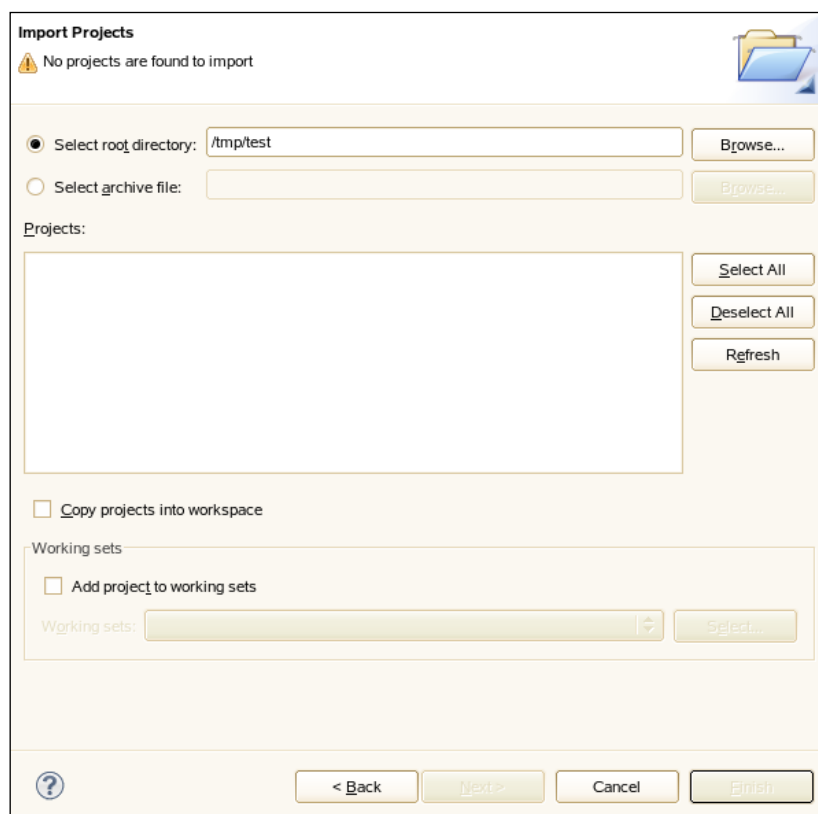 Import Projects
No projects are found to import
Select root directory: /tmp/test Browse...
Select archive file: Browse...
Projects:
Select All
Deselect All
Refresh
Copy projects into workspace
Working sets
Add project to working sets
Working sets: Select...
? < Back Next > Cancel Finish